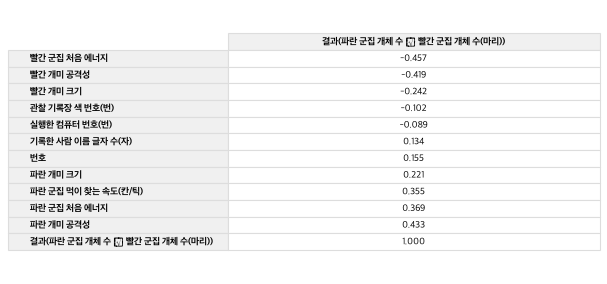 결과(파란 군집 개체 수 빨간 군집 개체 수(마리))
빨간 군집 처음 에너지 -0.457
빨간 개미 공격성 -0.419
빨간 개미 크기 -0.242
관찰 기록장 색 번호(번) -0.102
실행한 컴퓨터 번호(번) -0.089
기록한 사람 이름 글자 수(자) 0.134
번호 0.155
파란 개미 크기 0.221
파란 군집 먹이 찾는 속도(칸/틱) 0.355
파란 군집 처음 에너지 0.369
파란 개미 공격성 0.433
결과(파란 군집 개체 수 빨간 군집 개체 수(마리)) 1.000